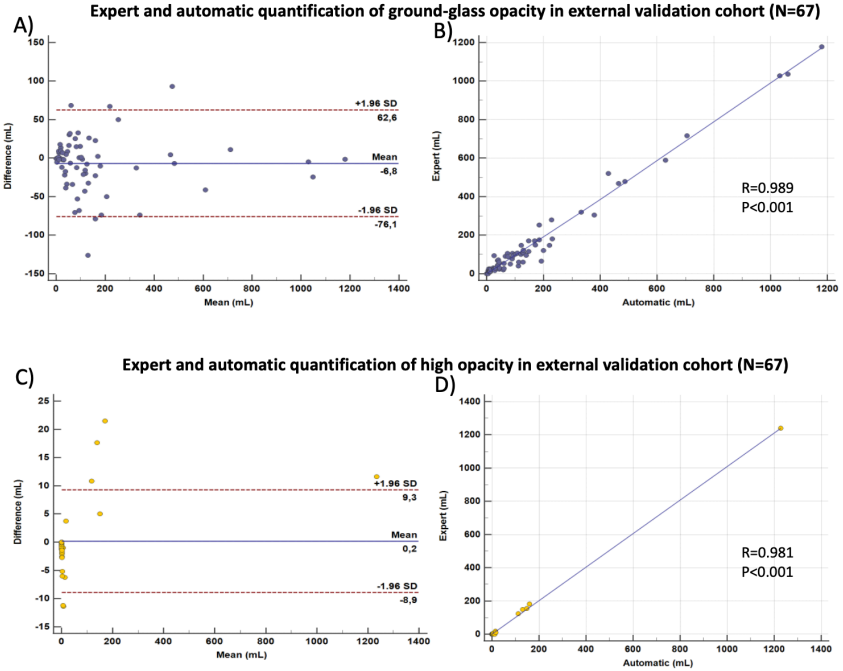 Expert and automatic quantification of ground-glass opacity in external validation cohort (N=67)
A)
B)
150
100
50
0
-50
-100
-150
Difference (mL)
+1.96 SD
62,6
Mean
-6,8
-1.96 SD
-76,1
0 200 400 600 800 1000 1200 1400
Mean (mL)
1200
1000
800
600
400
200
0
Expert (mL)
R=0.989
P<0.001
0 200 400 600 800 1000 1200
Automatic (mL)
Expert and automatic quantification of high opacity in external validation cohort (N=67)
C)
D)
25
20
15
10
5
0
-5
-10
-15
Difference (mL)
+1.96 SD
9,3
Mean
0,2
-1.96 SD
-8,9
0 200 400 600 800 1000 1200 1400
Mean (mL)
1400
1200
1000
800
600
400
200
0
Expert (mL)
R=0.981
P<0.001
0 200 400 600 800 1000 1200 1400
Automatic (mL)